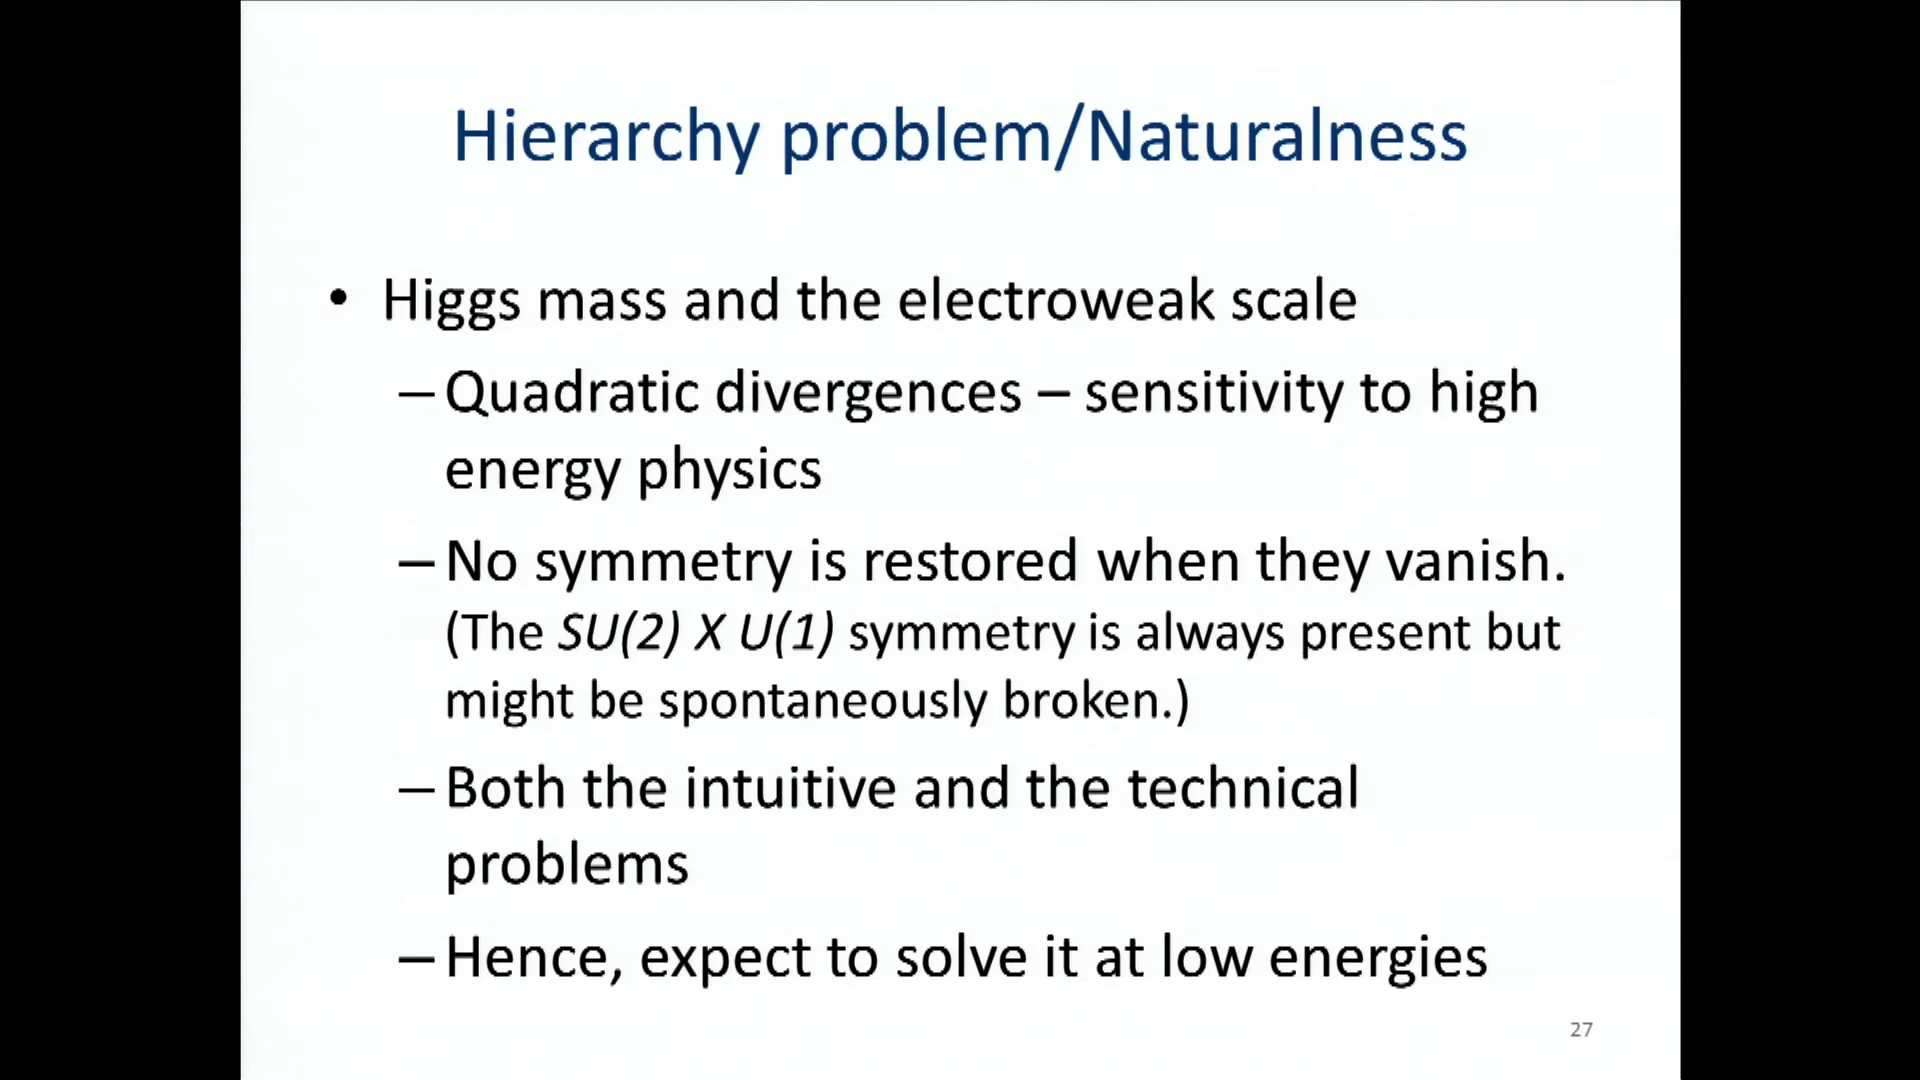 Hierarchy problem/Naturalness
• Higgs mass and the electroweak scale
– Quadratic divergences – sensitivity to high
energy physics
– No symmetry is restored when they vanish.
(The SU(2) X U(1) symmetry is always present but
might be spontaneously broken.)
– Both the intuitive and the technical
problems
– Hence, expect to solve it at low energies
27